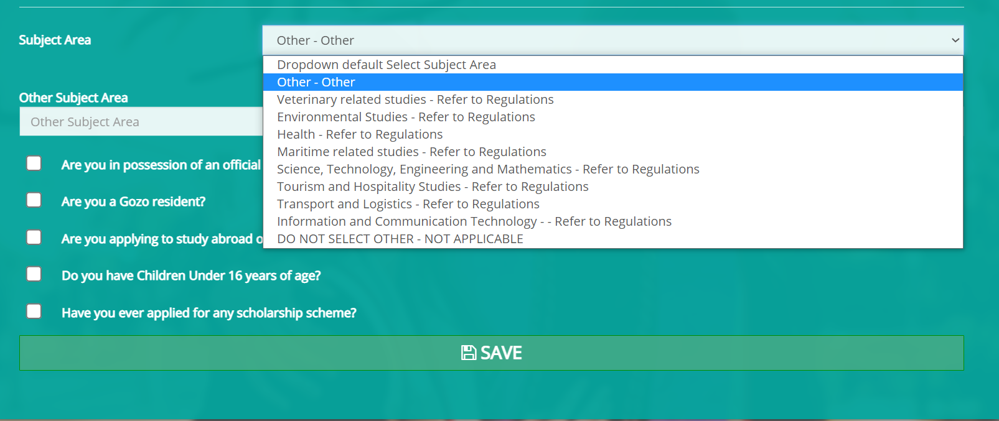 Subject Area
Other - Other
Dropdown default Select Subject Area
Other - Other
Veterinary related studies - Refer to Regulations
Environmental Studies - Refer to Regulations
Health - Refer to Regulations
Maritime related studies - Refer to Regulations
Science, Technology, Engineering and Mathematics - Refer to Regulations
Tourism and Hospitality Studies - Refer to Regulations
Transport and Logistics - Refer to Regulations
Information and Communication Technology - - Refer to Regulations
DO NOT SELECT OTHER - NOT APPLICABLE
Other Subject Area
Other Subject Area
Are you in possession of an official
Are you a Gozo resident?
Are you applying to study abroad o
Do you have Children Under 16 years of age?
Have you ever applied for any scholarship scheme?
SAVE